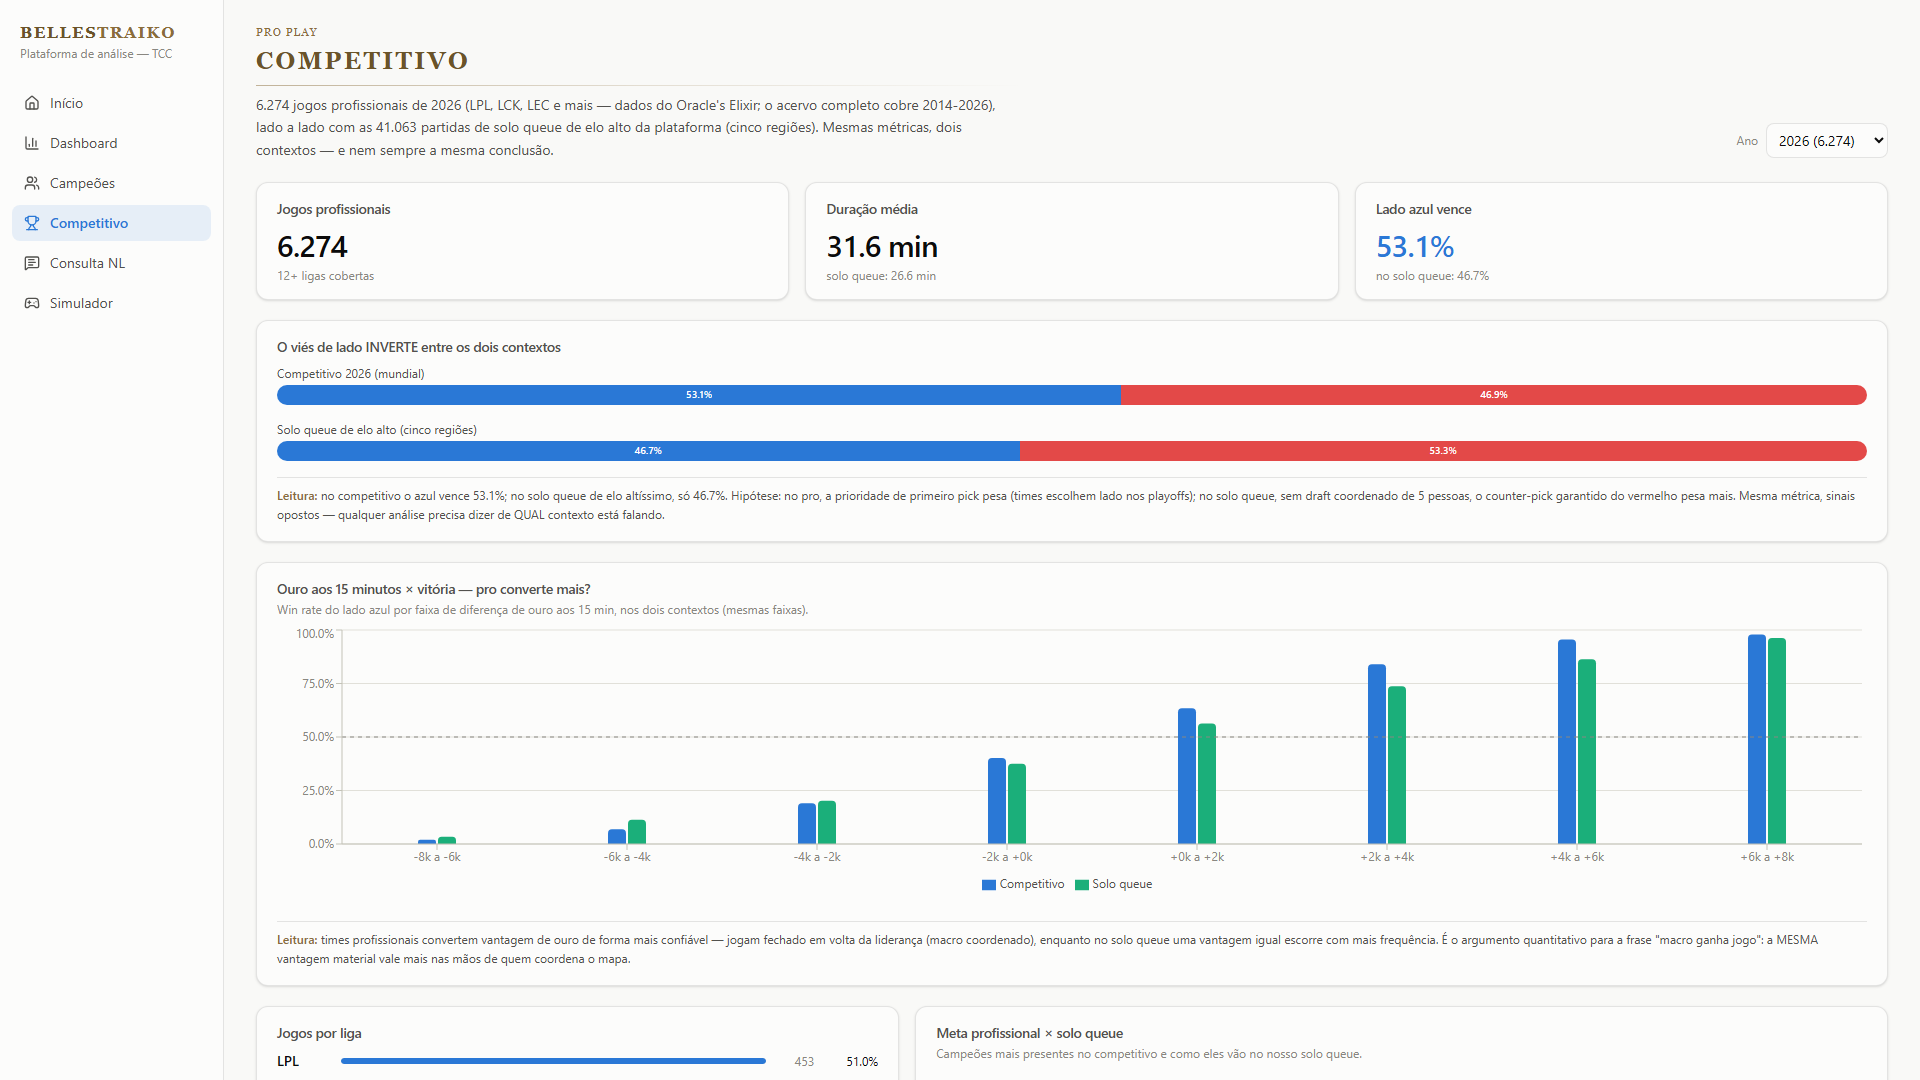 BELLESTRAIKO
Plataforma de análise — TCC
Início
Dashboard
Campeões
Competitivo
Consulta NL
Simulador
PRO PLAY
COMPETITIVO
6.274 jogos profissionais de 2026 (LPL, LCK, LEC e mais — dados do Oracle's Elixir; o acervo completo cobre 2014-2026),
lado a lado com as 41.063 partidas de solo queue de elo alto da plataforma (cinco regiões). Mesmas métricas, dois
contextos — e nem sempre a mesma conclusão.
Ano
2026 (6.274)
Jogos profissionais
6.274
12+ ligas cobertas
Duração média
31.6 min
solo queue: 26.6 min
Lado azul vence
53.1%
no solo queue: 46.7%
O viés de lado INVERTE entre os dois contextos
Competitivo 2026 (mundial)
53.1% 46.9%
Solo queue de elo alto (cinco regiões)
46.7% 53.3%
Leitura: no competitivo o azul vence 53.1%; no solo queue de elo altíssimo, só 46.7%. Hipótese: no pro, a prioridade de primeiro pick pesa (times escolhem lado nos playoffs); no solo queue, sem draft coordenado de 5 pessoas, o counter-pick garantido do vermelho pesa mais. Mesma métrica, sinais
opostos — qualquer análise precisa dizer de QUAL contexto está falando.
Ouro aos 15 minutos × vitória — pro converte mais?
Win rate do lado azul por faixa de diferença de ouro aos 15 min, nos dois contextos (mesmas faixas).
100.0%
75.0%
50.0%
25.0%
0.0%
-8k a -6k -6k a -4k -4k a -2k -2k a +0k +0k a +2k +2k a +4k +4k a +6k +6k a +8k
Competitivo Solo queue
Leitura: times profissionais convertem vantagem de ouro de forma mais confiável — jogam fechado em volta da liderança (macro coordenado), enquanto no solo queue uma vantagem igual escorre com mais frequência. É o argumento quantitativo para a frase "macro ganha jogo": a MESMA
vantagem material vale mais nas mãos de quem coordena o mapa.
Jogos por liga
LPL 453 51.0%
Meta profissional × solo queue
Campeões mais presentes no competitivo e como eles vão no nosso solo queue.